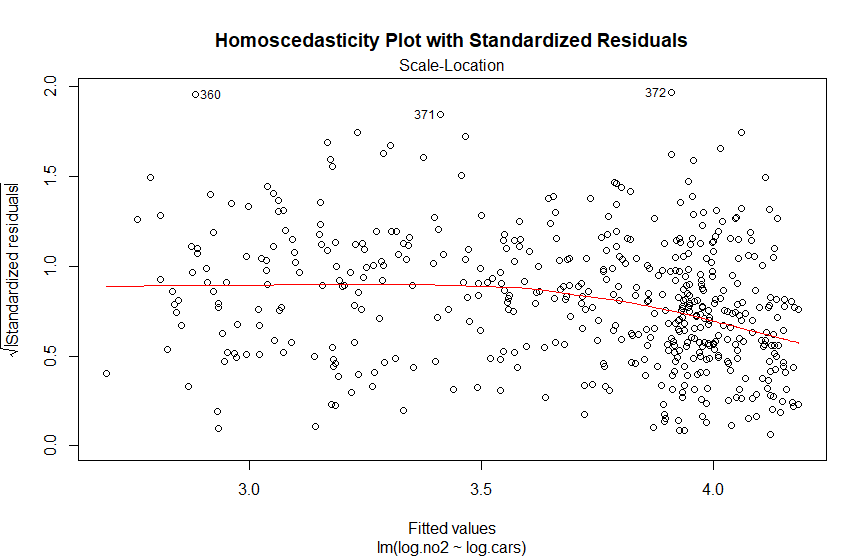 Homoscedasticity Plot with Standardized Residuals
Scale-Location
√|Standardized residuals|
2.0
1.5
1.0
0.5
0.0
360
371
372
3.0
3.5
4.0
Fitted values
lm(log.no2 ~ log.cars)